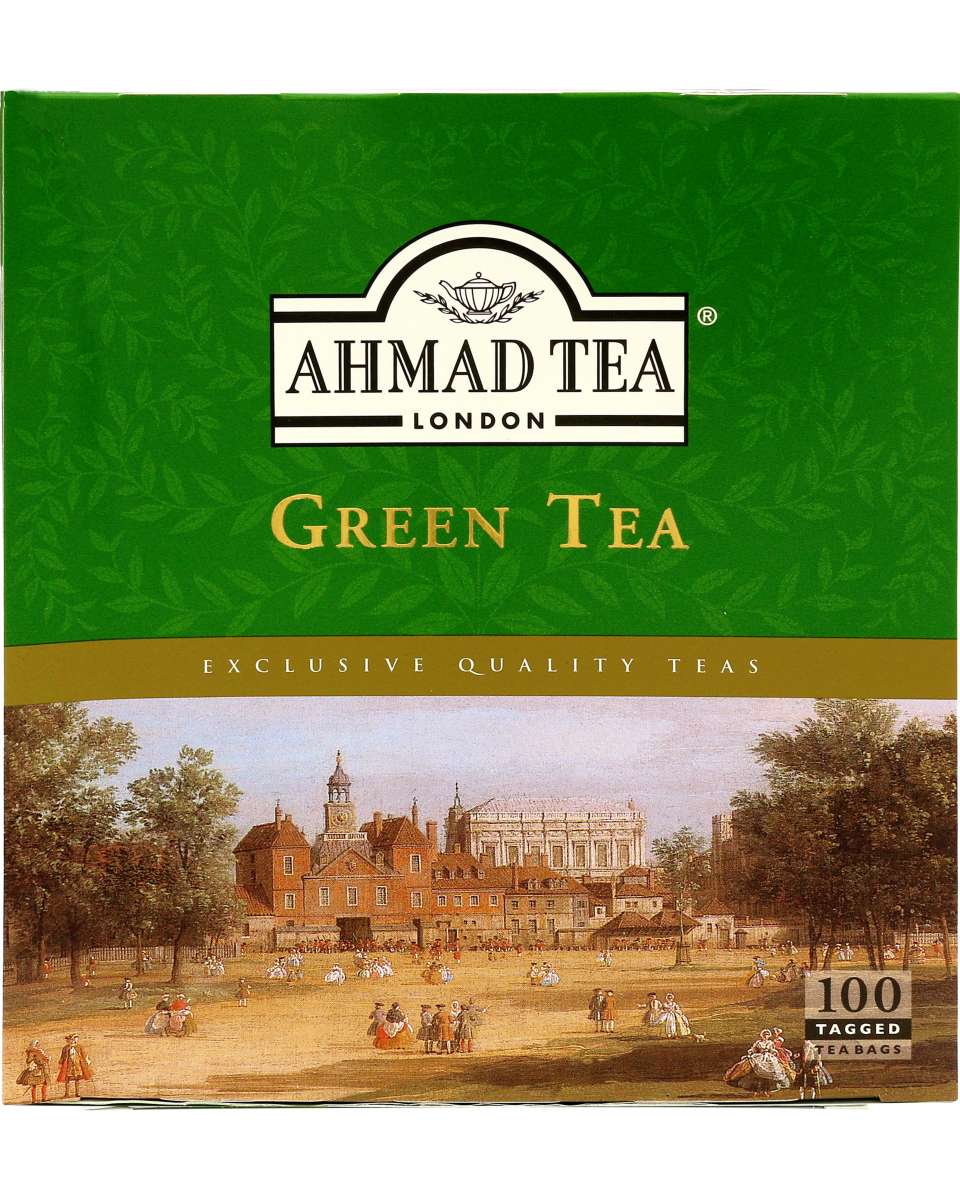 AHMAD TEA ®
LONDON
GREEN TEA
EXCLUSIVE QUALITY TEAS
100
TAGGED
TEA BAGS